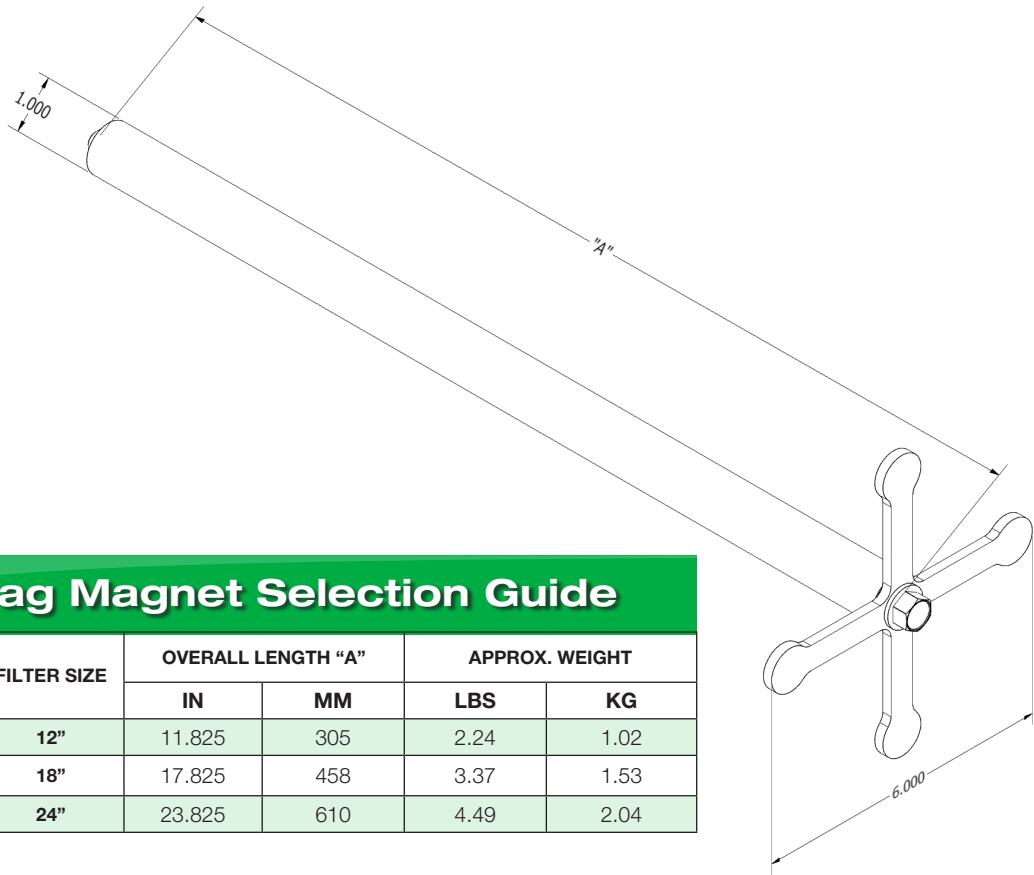 1.000
"A"
ag Magnet Selection Guide
FILTER SIZE
OVERALL LENGTH “A”
APPROX. WEIGHT
IN
MM
LBS
KG
12”
11.825
305
2.24
1.02
18”
17.825
458
3.37
1.53
24”
23.825
610
4.49
2.04
6.000